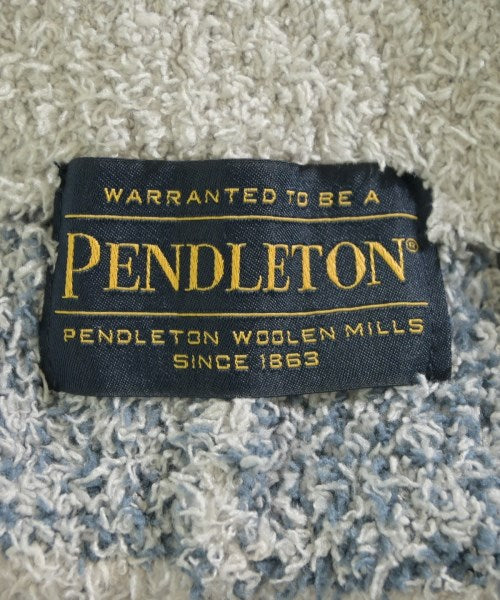 WARRANTED TO BE A
PENDLETON®
PENDLETON WOOLEN MILLS
SINCE 1863